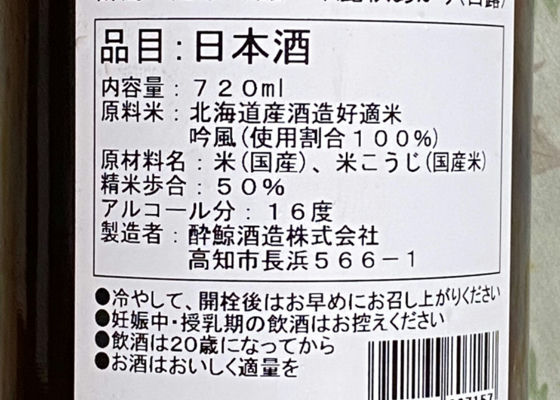 品目：日本酒
内容量：７２０ml
原料米：北海道産酒造好適米
吟風(使用割合１００%)
原材料名：米(国産)、米こうじ(国産米)
精米歩合：５０%
アルコール分：１６度
製造者：酔鯨酒造株式会社
高知市長浜５６６−１
●冷やして、開栓後はお早めにお召し上がりください
●妊娠中・授乳期の飲酒はお控えください
●飲酒は20歳になってから
●お酒はおいしく適量を